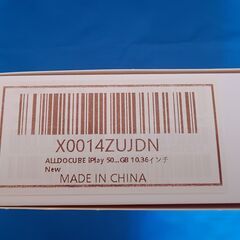 X0014ZUJDN
ALLDOCUBE iPlay 50...GB 10.36インチ
New
MADE IN CHINA